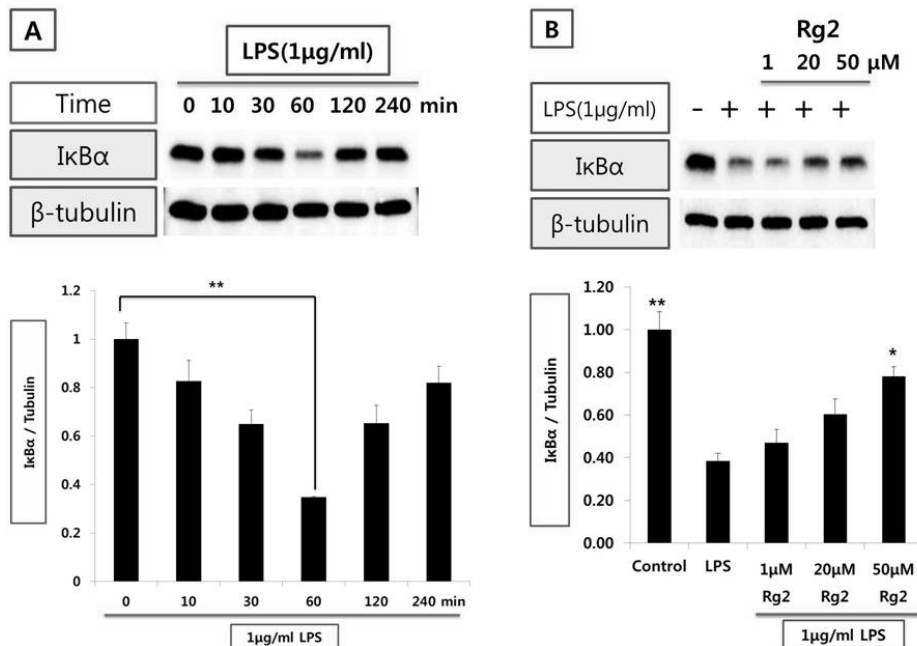 A
LPS(1μg/ml)
Time 0 10 30 60 120 240 min
IκBα
β-tubulin
IκBα / Tubulin
1.2
1
0.8
0.6
0.4
0.2
0
**
0 10 30 60 120 240 min
1μg/ml LPS
B
Rg2
1 20 50 μM
LPS(1μg/ml) - + + + +
IκBα
β-tubulin
IκBα / Tubulin
1.20
1.00
0.80
0.60
0.40
0.20
0.00
**
*
Control LPS 1μM 20μM 50μM
Rg2 Rg2 Rg2
1μg/ml LPS